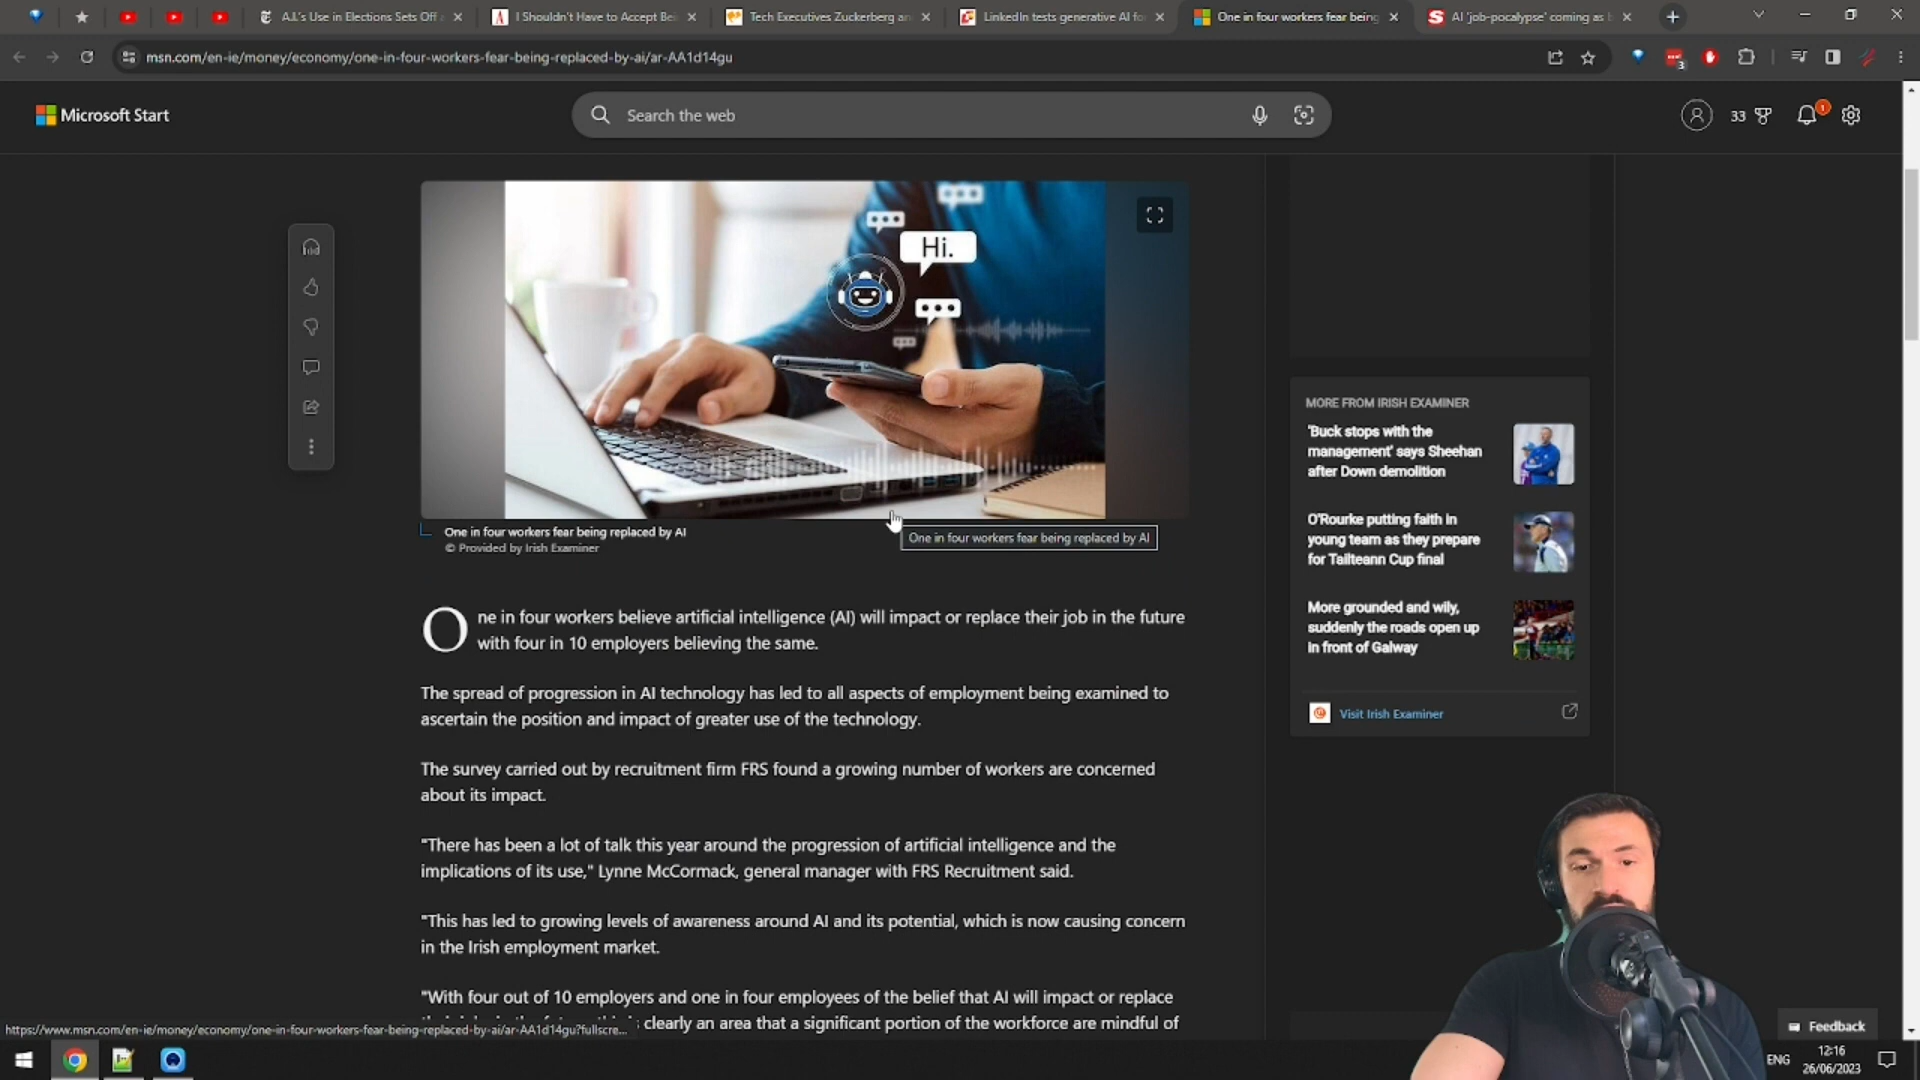 A.I.'s Use in Elections Sets Off
I Shouldn't Have to Accept Bei
Tech Executives Zuckerberg an
LinkedIn tests generative AI fo
One in four workers fear being
AI 'job-pocalypse' coming as
msn.com/en-ie/money/economy/one-in-four-workers-fear-being-replaced-by-ai/ar-AA1d14gu
3
Microsoft Start
Search the web
33
1
Hi.
One in four workers fear being replaced by AI
© Provided by Irish Examiner
One in four workers fear being replaced by AI
One in four workers believe artificial intelligence (AI) will impact or replace their job in the future
with four in 10 employers believing the same.
The spread of progression in AI technology has led to all aspects of employment being examined to
ascertain the position and impact of greater use of the technology.
The survey carried out by recruitment firm FRS found a growing number of workers are concerned
about its impact.
"There has been a lot of talk this year around the progression of artificial intelligence and the
implications of its use," Lynne McCormack, general manager with FRS Recruitment said.
"This has led to growing levels of awareness around AI and its potential, which is now causing concern
in the Irish employment market.
"With four out of 10 employers and one in four employees of the belief that AI will impact or replace
clearly an area that a significant portion of the workforce are mindful of
MORE FROM IRISH EXAMINER
'Buck stops with the
management' says Sheehan
after Down demolition
O'Rourke putting faith in
young team as they prepare
for Tailteann Cup final
More grounded and wily,
suddenly the roads open up
in front of Galway
Visit Irish Examiner
Feedback
https://www.msn.com/en-ie/money/economy/one-in-four-workers-fear-being-replaced-by-ai/ar-AA1d14gu?fullscre...
ENG
12:16
26/06/2023